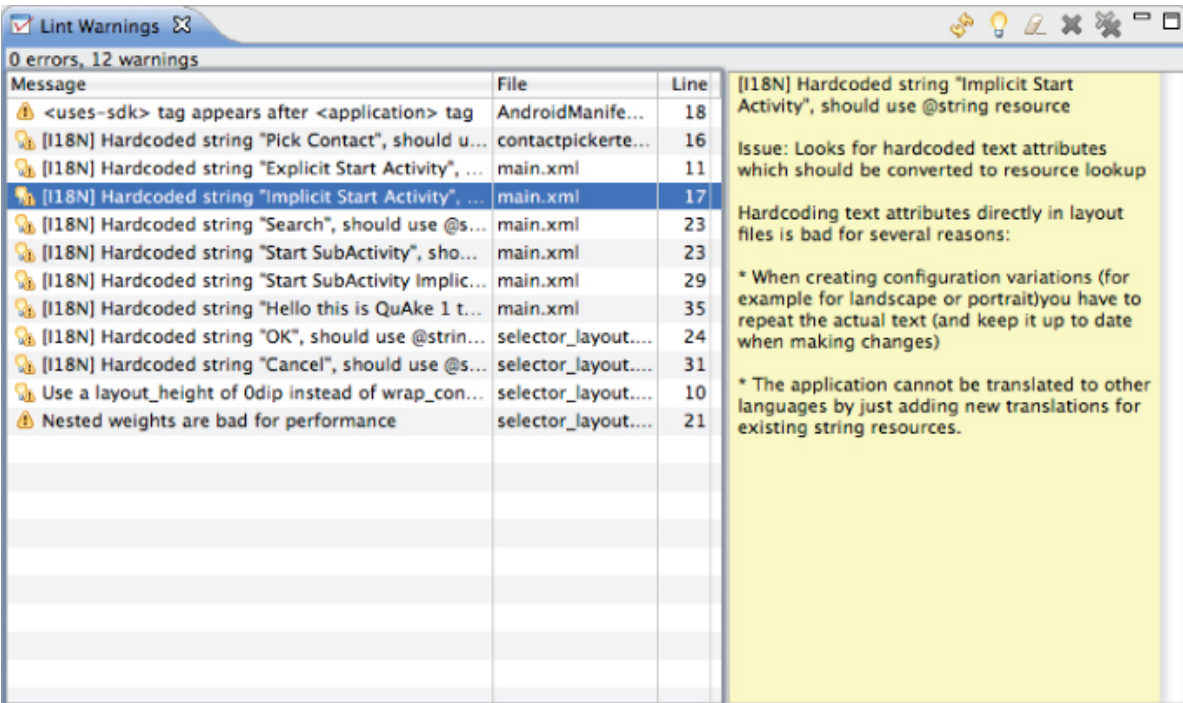 Lint Warnings
0 errors, 12 warnings
Message File Line
<uses-sdk> tag appears after <application> tag AndroidManife... 18
[I18N] Hardcoded string "Pick Contact", should u... contactpickerte... 16
[I18N] Hardcoded string "Explicit Start Activity", ... main.xml 11
[I18N] Hardcoded string "Implicit Start Activity", ... main.xml 17
[I18N] Hardcoded string "Search", should use @s... main.xml 23
[I18N] Hardcoded string "Start SubActivity", sho... main.xml 23
[I18N] Hardcoded string "Start SubActivity Implic... main.xml 29
[I18N] Hardcoded string "Hello this is QuAke 1 t... main.xml 35
[I18N] Hardcoded string "OK", should use @strin... selector_layout.... 24
[I18N] Hardcoded string "Cancel", should use @s... selector_layout.... 31
Use a layout_height of 0dip instead of wrap_con... selector_layout.... 10
Nested weights are bad for performance selector_layout.... 21
[I18N] Hardcoded string "Implicit Start
Activity", should use @string resource
Issue: Looks for hardcoded text attributes
which should be converted to resource lookup
Hardcoding text attributes directly in layout
files is bad for several reasons:
* When creating configuration variations (for
example for landscape or portrait)you have to
repeat the actual text (and keep it up to date
when making changes)
* The application cannot be translated to other
languages by just adding new translations for
existing string resources.